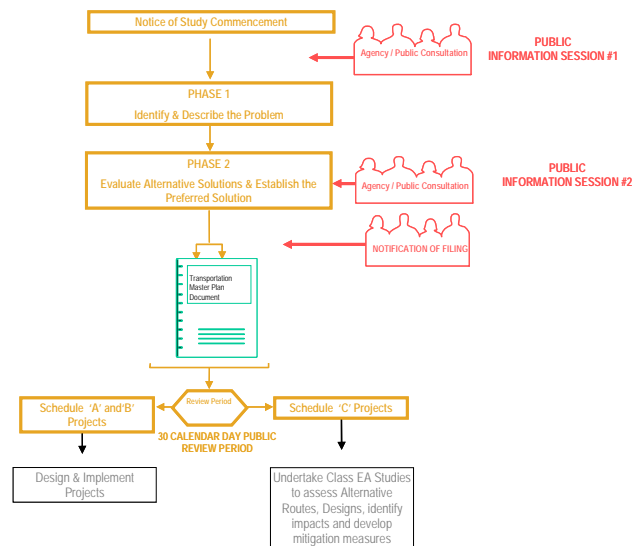 Notice of Study Commencement
Agency / Public Consultation
PUBLIC
INFORMATION SESSION #1
PHASE 1
Identify & Describe the Problem
PHASE 2
Evaluate Alternative Solutions & Establish the
Preferred Solution
Agency / Public Consultation
PUBLIC
INFORMATION SESSION #2
NOTIFICATION OF FILING
Transportation
Master Plan
Document
Schedule 'A' and'B'
Projects
Review Period
Schedule 'C' Projects
30 CALENDAR DAY PUBLIC
REVIEW PERIOD
Design & Implement
Projects
Undertake Class EA Studies
to assess Alternative
Routes, Designs, identify
impacts and develop
mitigation measures